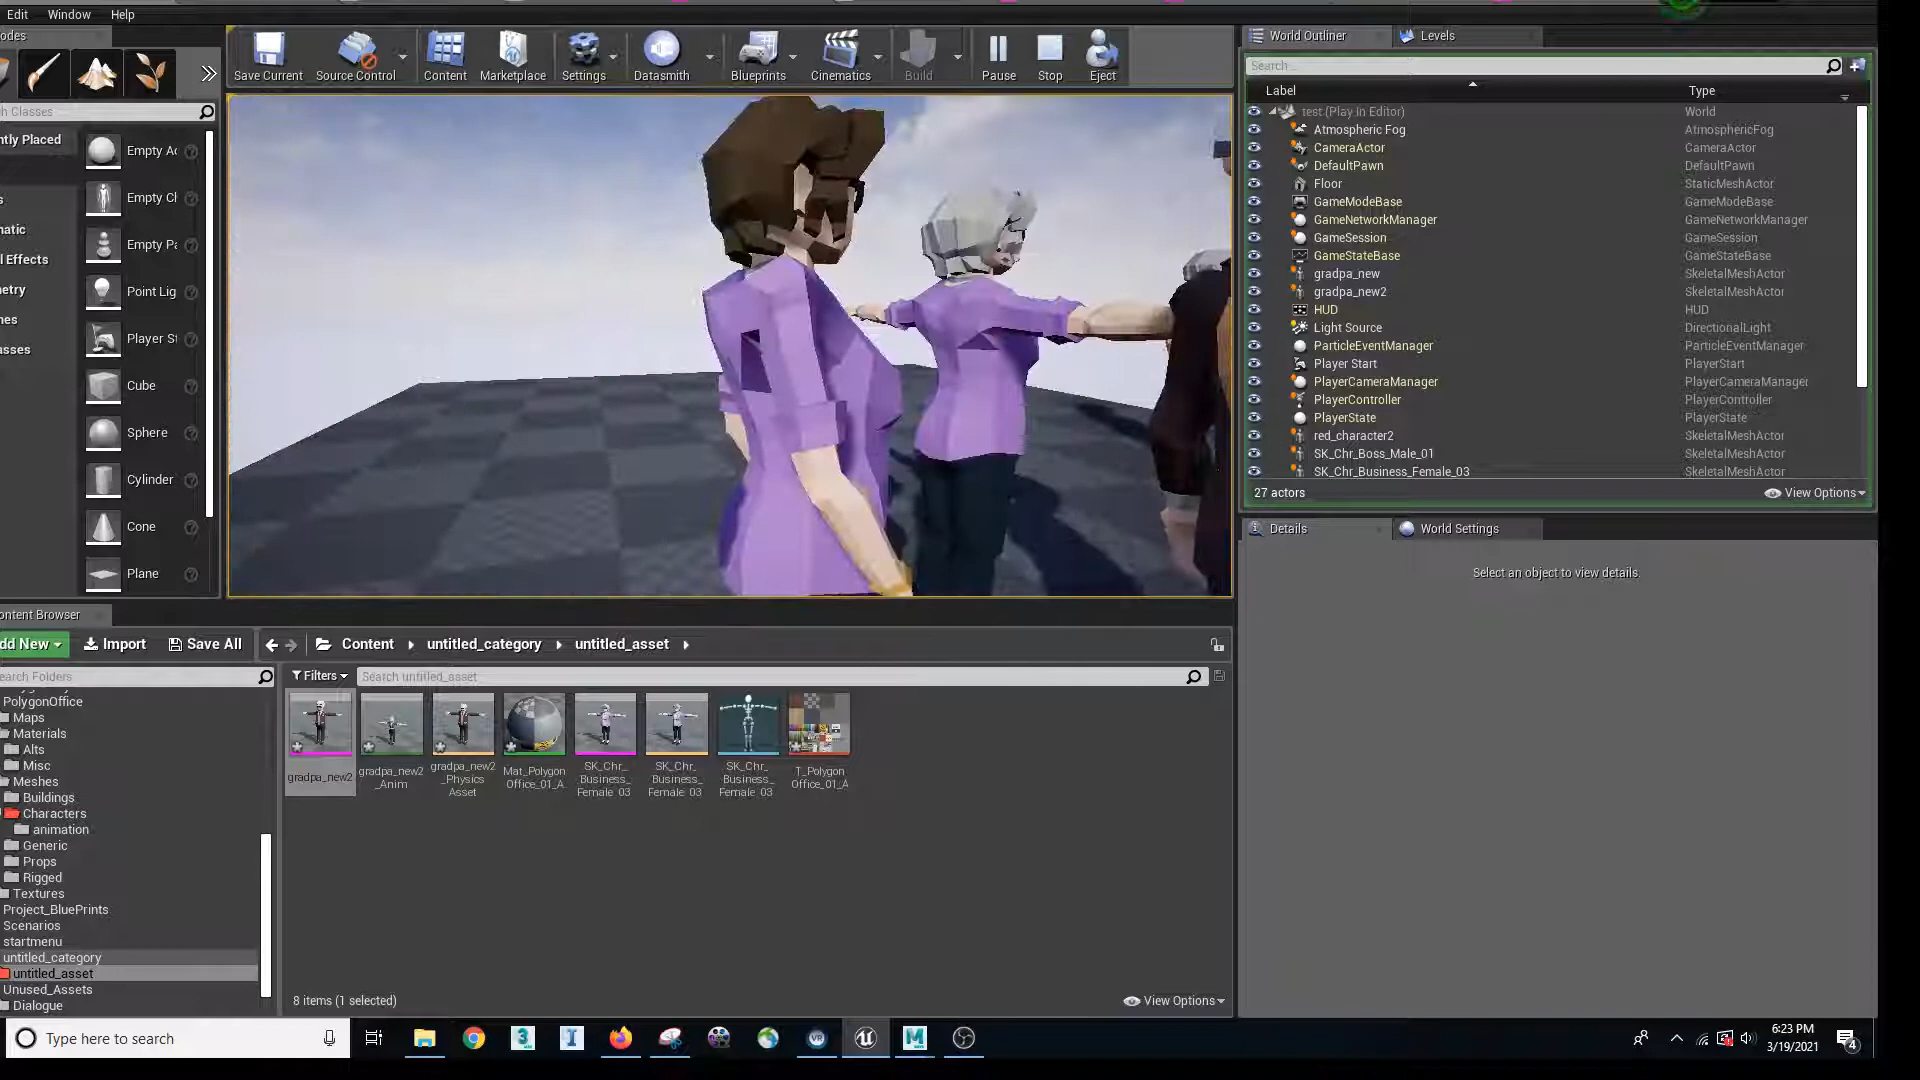 Edit Window Help
odes
World Outliner Levels
Save Current Source Control Content Marketplace Settings Datasmith Blueprints Cinematics Build Pause Stop Eject
Search...
Label Type
ch Classes
ntly Placed
atic
l Effects
etry
es
asses
Empty Ac
Empty Ch
Empty Pa
Point Lig
Player St
Cube
Sphere
Cylinder
Cone
Plane
test (Play In Editor) World
Atmospheric Fog AtmosphericFog
CameraActor CameraActor
DefaultPawn DefaultPawn
Floor StaticMeshActor
GameModeBase GameModeBase
GameNetworkManager GameNetworkManager
GameSession GameSession
GameStateBase GameStateBase
gradpa_new SkeletalMeshActor
gradpa_new2 SkeletalMeshActor
HUD HUD
Light Source DirectionalLight
ParticleEventManager ParticleEventManager
Player Start PlayerStart
PlayerCameraManager PlayerCameraManager
PlayerController PlayerController
PlayerState PlayerState
red_character2 SkeletalMeshActor
SK_Chr_Boss_Male_01 SkeletalMeshActor
SK_Chr_Business_Female_03 SkeletalMeshActor
27 actors View Options
Details World Settings
Select an object to view details.
ontent Browser
dd New Import Save All Content untitled_category untitled_asset
earch Folders
Filters Search untitled_asset
PolygonOffice
Maps
Materials
Alts
Misc
Meshes
Buildings
Characters
animation
Generic
Props
Rigged
Textures
Project_BluePrints
Scenarios
startmenu
untitled_category
untitled_asset
Unused_Assets
Dialogue
gradpa_new2
gradpa_new2
_Anim
gradpa_new2
_Physics
Asset
Mat_Polygon
Office_01_A
SK_Chr_
Business_
Female_03
SK_Chr_
Business_
Female_03
SK_Chr_
Business_
Female_03
T_Polygon
Office_01_A
8 items (1 selected) View Options
Type here to search
6:23 PM
3/19/2021
4